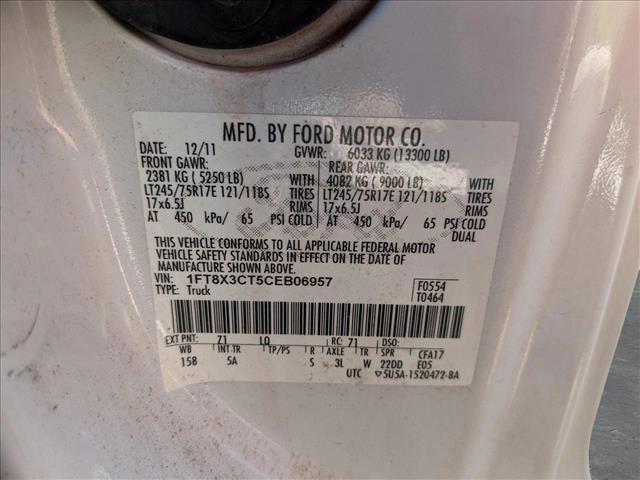 MFD. BY FORD MOTOR CO.
DATE: 12/11 GVWR: 6033 KG (13300 LB)
FRONT GAWR: REAR GAWR:
2381 KG ( 5250 LB) WITH 4082 KG ( 9000 LB) WITH
LT245/75R17E 121/118S TIRES LT245/75R17E 121/118S TIRES
17x6.5J RIMS 17x6.5J RIMS
AT 450 kPa/ 65 PSI COLD AT 450 kPa/ 65 PSI COLD
DUAL
THIS VEHICLE CONFORMS TO ALL APPLICABLE FEDERAL MOTOR
VEHICLE SAFETY STANDARDS IN EFFECT ON THE DATE OF
MANUFACTURE SHOWN ABOVE.
VIN: 1FT8X3CT5CEB06957 F0554
TYPE: Truck T0464
EXT PNT: Z1 LQ RC: 71 DSO:
WB INT TR TP/PS R AXLE TR SPR CFA17
158 5A S 3L W 22DD E05
UTC ▽5U5A-1520472-BA